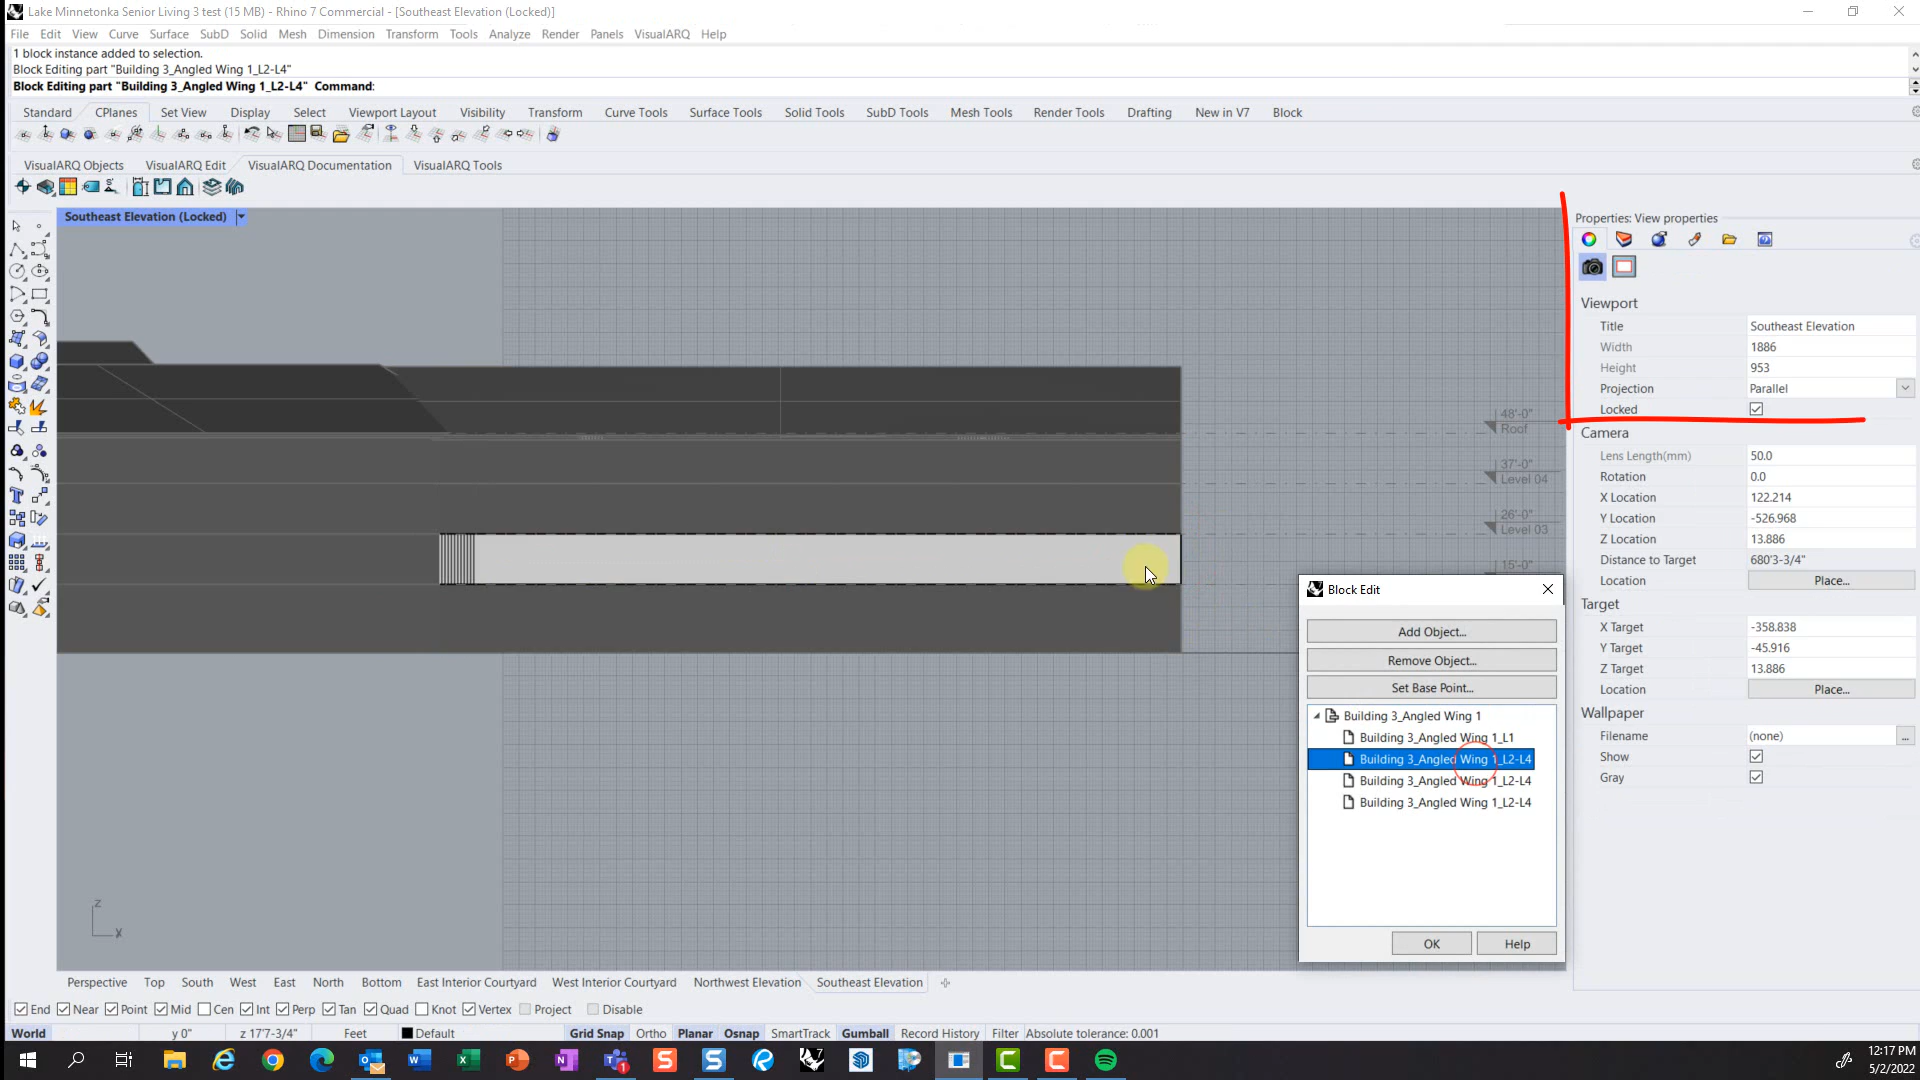 Lake Minnetonka Senior Living 3 test (15 MB) - Rhino 7 Commercial - [Southeast Elevation (Locked)]
File Edit View Curve Surface SubD Solid Mesh Dimension Transform Tools Analyze Render Panels VisualARQ Help
1 block instance added to selection.
Block Editing part "Building 3_Angled Wing 1_L2-L4"
Block Editing part "Building 3_Angled Wing 1_L2-L4" Command:
Standard CPlanes Set View Display Select Viewport Layout Visibility Transform Curve Tools Surface Tools Solid Tools SubD Tools Mesh Tools Render Tools Drafting New in V7 Block
VisualARQ Objects VisualARQ Edit VisualARQ Documentation VisualARQ Tools
Southeast Elevation (Locked)
Properties: View properties
Viewport
Title Southeast Elevation
Width 1886
Height 953
Projection Parallel
Locked
Camera
Lens Length(mm) 50.0
Rotation 0.0
X Location 122.214
Y Location -526.968
Z Location 13.886
Distance to Target 680'3-3/4"
Location Place...
Target
X Target -358.838
Y Target -45.916
Z Target 13.886
Location Place...
Wallpaper
Filename (none) ...
Show
Gray
48'-0"
Roof
37'-0"
Level 04
26'-0"
Level 03
15'-0"
Block Edit
Add Object...
Remove Object...
Set Base Point...
Building 3_Angled Wing 1
Building 3_Angled Wing 1_L1
Building 3_Angled Wing 1_L2-L4
Building 3_Angled Wing 1_L2-L4
Building 3_Angled Wing 1_L2-L4
OK Help
z
x
Perspective Top South West East North Bottom East Interior Courtyard West Interior Courtyard Northwest Elevation Southeast Elevation
End Near Point Mid Cen Int Perp Tan Quad Knot Vertex Project Disable
World y 0" z 17'7-3/4" Feet Default Grid Snap Ortho Planar Osnap SmartTrack Gumball Record History Filter Absolute tolerance: 0.001
12:17 PM
5/2/2022